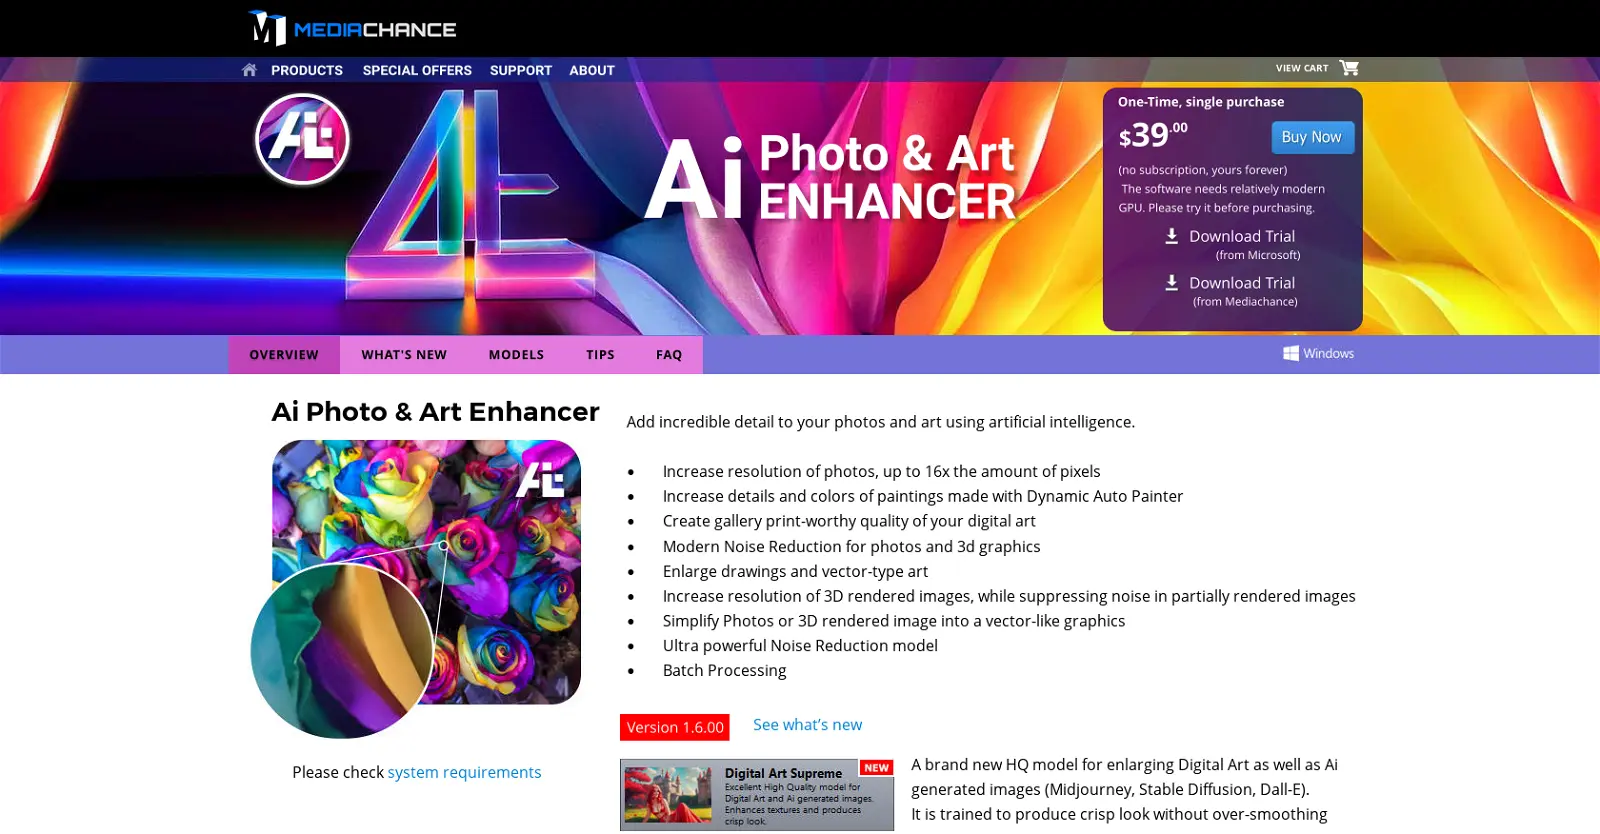 MEDIACHANCE
PRODUCTS SPECIAL OFFERS SUPPORT ABOUT
VIEW CART
Ai Photo & Art
ENHANCER
One-Time, single purchase
$39.00
Buy Now
(no subscription, yours forever)
The software needs relatively modern
GPU. Please try it before purchasing.
Download Trial
(from Microsoft)
Download Trial
(from Mediachance)
OVERVIEW WHAT'S NEW MODELS TIPS FAQ
Windows
Ai Photo & Art Enhancer
Please check system requirements
Add incredible detail to your photos and art using artificial intelligence.
• Increase resolution of photos, up to 16x the amount of pixels
• Increase details and colors of paintings made with Dynamic Auto Painter
• Create gallery print-worthy quality of your digital art
• Modern Noise Reduction for photos and 3d graphics
• Enlarge drawings and vector-type art
• Increase resolution of 3D rendered images, while suppressing noise in partially rendered images
• Simplify Photos or 3D rendered image into a vector-like graphics
• Ultra powerful Noise Reduction model
• Batch Processing
Version 1.6.00
See what's new
Digital Art Supreme
NEW
Excellent High Quality model for
Digital Art and Ai generated images.
Enhances textures and produces
crisp look.
A brand new HQ model for enlarging Digital Art as well as Ai
generated images (Midjourney, Stable Diffusion, Dall-E).
It is trained to produce crisp look without over-smoothing